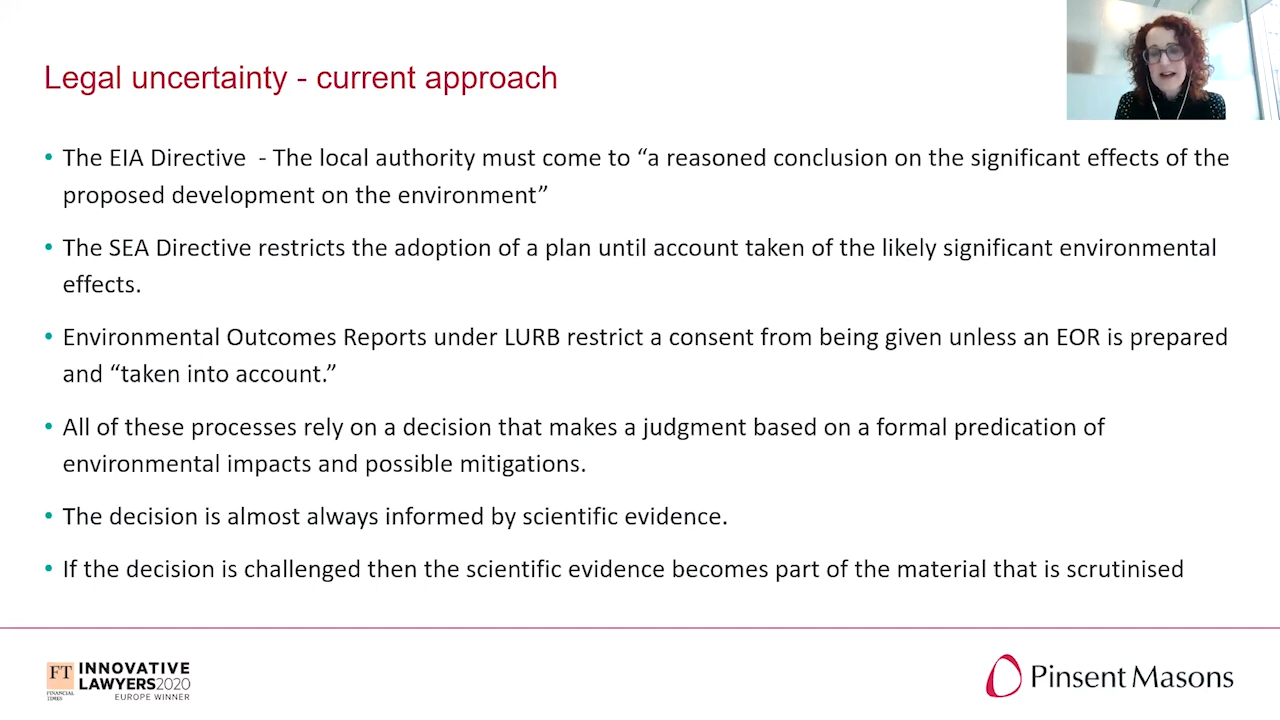 Legal uncertainty - current approach
• The EIA Directive  - The local authority must come to “a reasoned conclusion on the significant effects of the
proposed development on the environment”
• The SEA Directive restricts the adoption of a plan until account taken of the likely significant environmental
effects.
• Environmental Outcomes Reports under LURB restrict a consent from being given unless an EOR is prepared
and “taken into account.”
• All of these processes rely on a decision that makes a judgment based on a formal predication of
environmental impacts and possible mitigations.
• The decision is almost always informed by scientific evidence.
• If the decision is challenged then the scientific evidence becomes part of the material that is scrutinised
FT
FINANCIAL
TIMES
INNOVATIVE
LAWYERS2020
EUROPE WINNER
Pinsent Masons